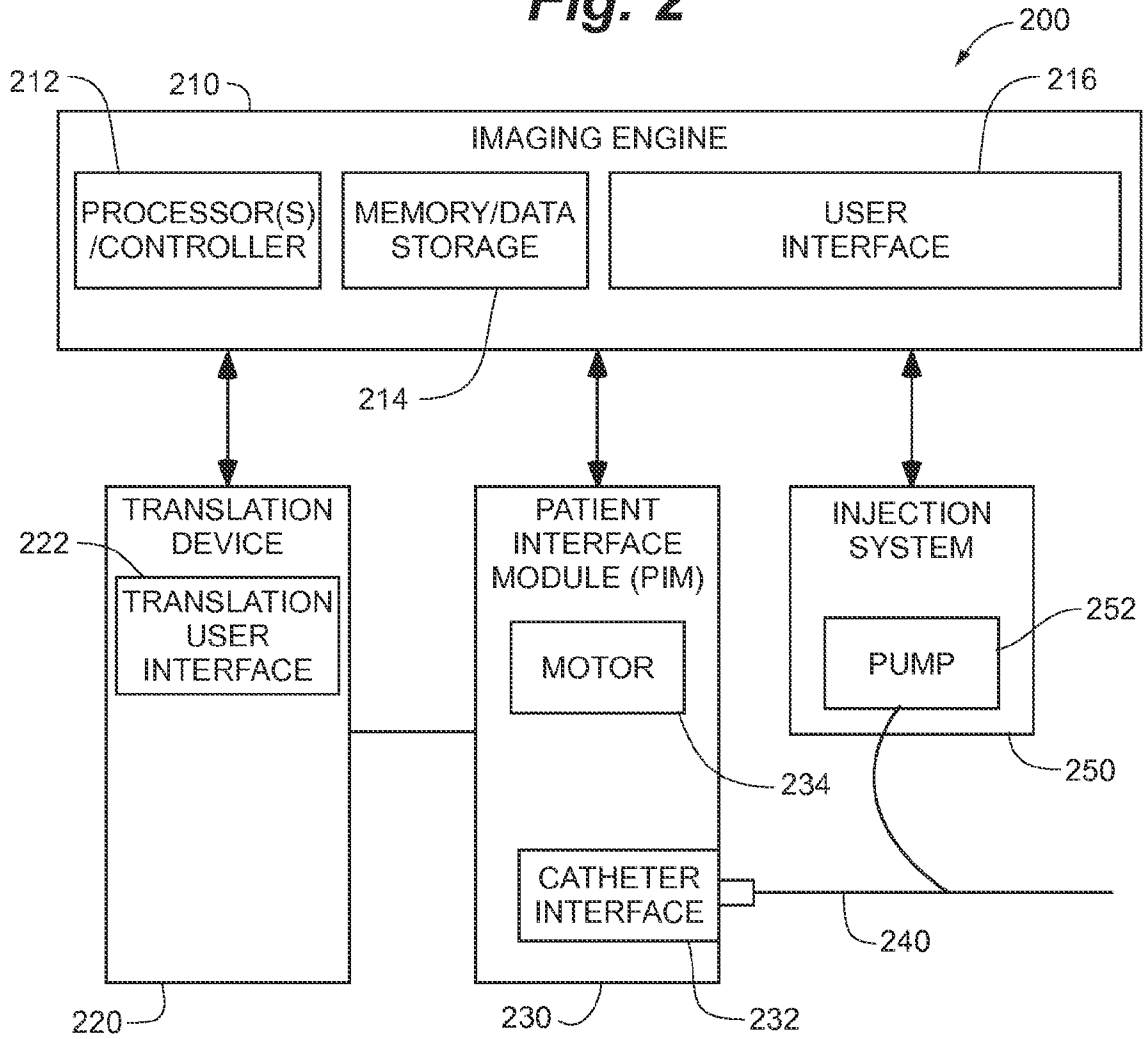 Fig. 2
200
212
210
216
IMAGING ENGINE
PROCESSOR(S)
/CONTROLLER
MEMORY/DATA
STORAGE
USER
INTERFACE
214
TRANSLATION
DEVICE
222
TRANSLATION
USER
INTERFACE
PATIENT
INTERFACE
MODULE (PIM)
MOTOR
234
CATHETER
INTERFACE
INJECTION
SYSTEM
252
PUMP
250
240
220
230
232